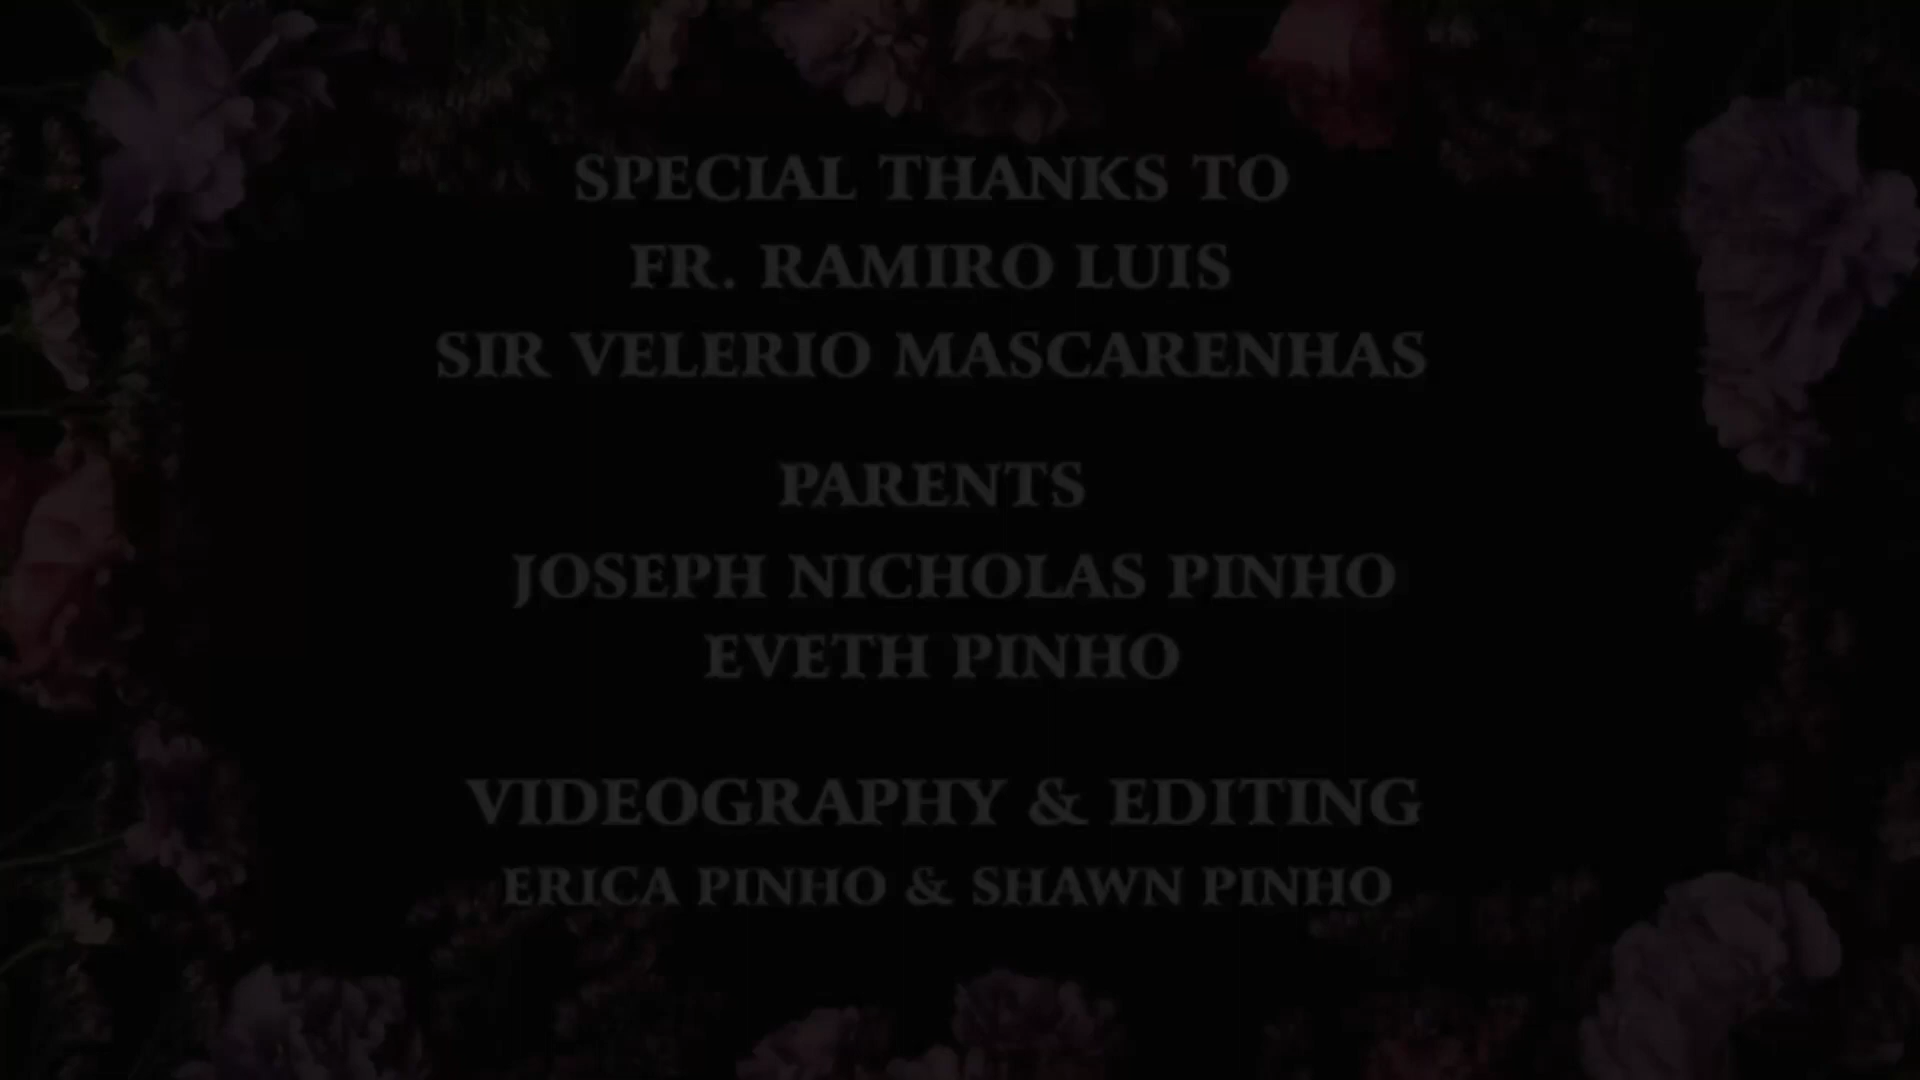 SPECIAL THANKS TO
FR. RAMIRO LUIS
SIR VELERIO MASCARENHAS
PARENTS
JOSEPH NICHOLAS PINHO
EVETH PINHO
VIDEOGRAPHY & EDITING
ERICA PINHO & SHAWN PINHO